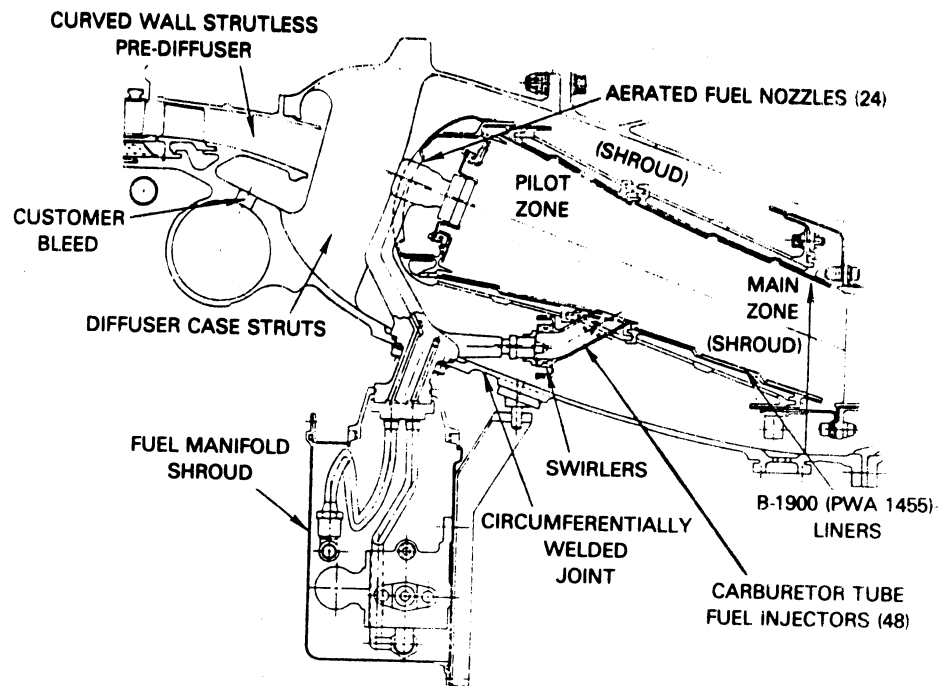 CURVED WALL STRUTLESS
PRE-DIFFUSER
AERATED FUEL NOZZLES (24)
(SHROUD)
PILOT
ZONE
CUSTOMER
BLEED
MAIN
ZONE
DIFFUSER CASE STRUTS
(SHROUD)
FUEL MANIFOLD
SHROUD
SWIRLERS
B-1900 (PWA 1455)
LINERS
CIRCUMFERENTIALLY
WELDED
JOINT
CARBURETOR TUBE
FUEL INJECTORS (48)